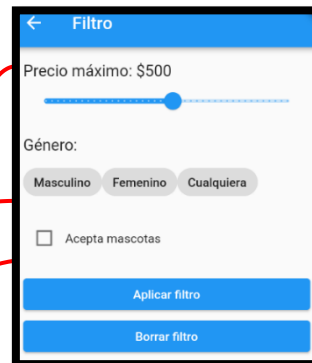 Filtro
Precio máximo: $500
Género:
Masculino Femenino Cualquiera
Acepta mascotas
Aplicar filtro
Borrar filtro